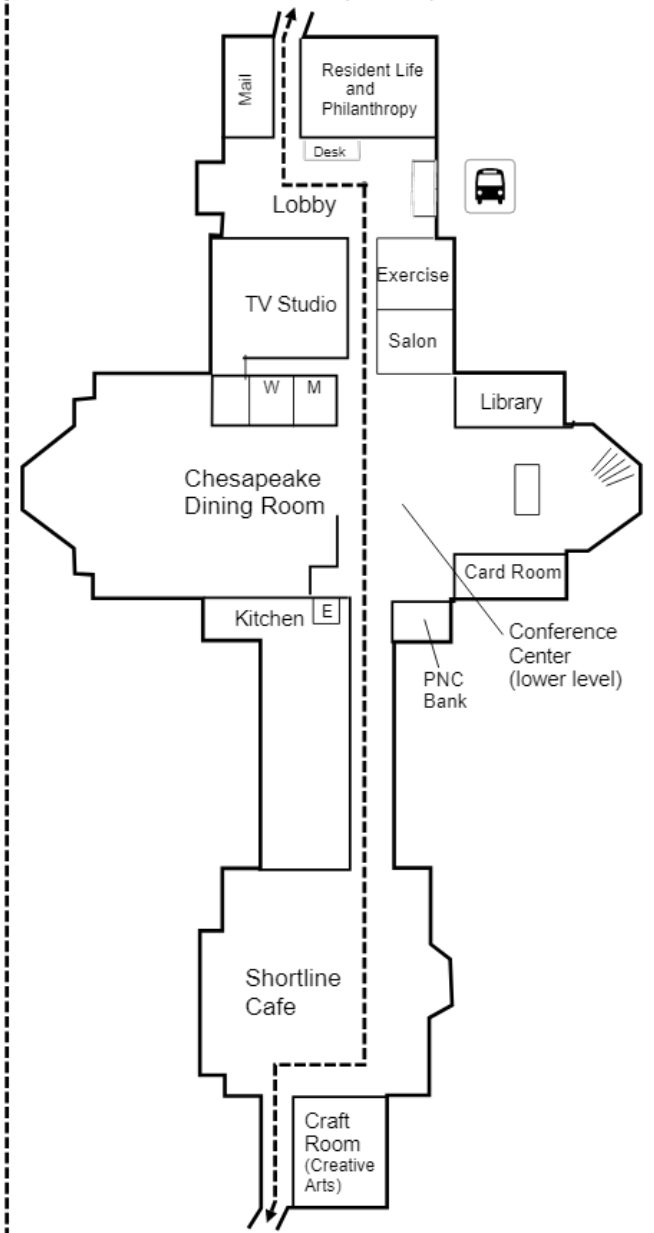 Mail
Resident Life
and
Philanthropy
Desk
Lobby
Exercise
TV Studio
Salon
W
M
Library
Chesapeake
Dining Room
Card Room
Kitchen
E
Conference
Center
(lower level)
PNC
Bank
Shortline
Cafe
Craft
Room
(Creative
Arts)